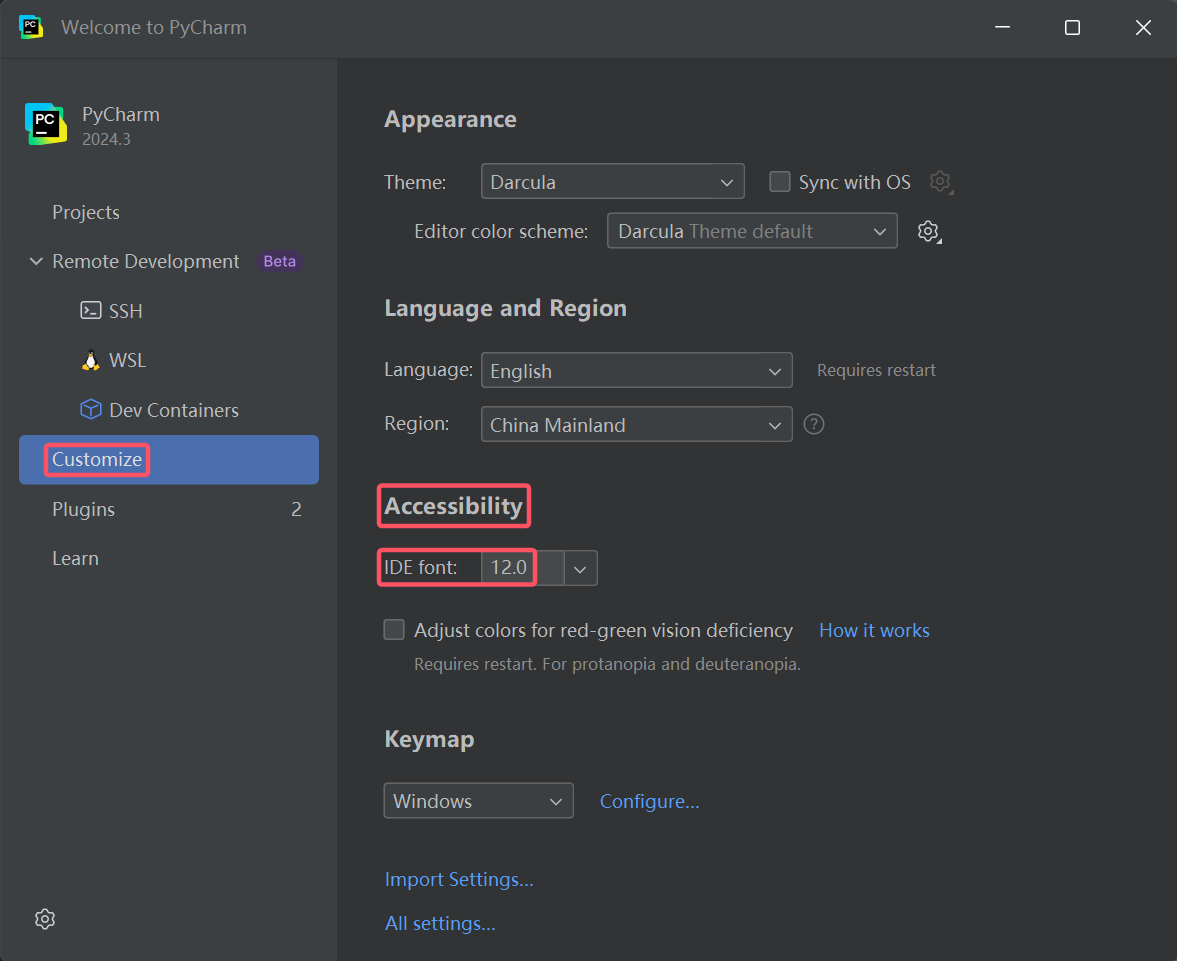 PC Welcome to PyCharm
PC PyCharm
2024.3
Projects
Remote Development Beta
SSH
WSL
Dev Containers
Customize
Plugins 2
Learn
Appearance
Theme: Darcula Sync with OS
Editor color scheme: Darcula Theme default
Language and Region
Language: English Requires restart
Region: China Mainland ?
Accessibility
IDE font: 12.0
Adjust colors for red-green vision deficiency How it works
Requires restart. For protanopia and deuteranopia.
Keymap
Windows Configure...
Import Settings...
All settings...